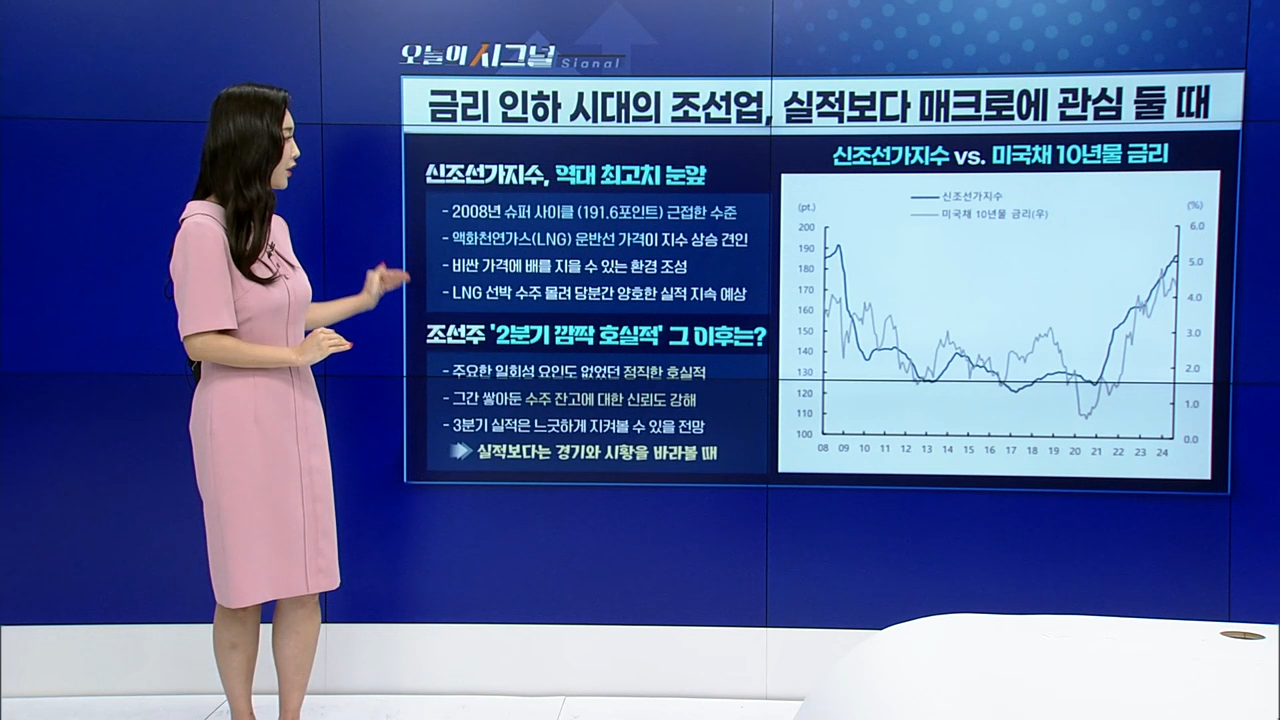 오늘의 시그널
Signal
금리 인하 시대의 조선업, 실적보다 매크로에 관심 둘 때
신조선가지수, 역대 최고치 눈앞
- 2008년 슈퍼 사이클 (191.6포인트) 근접한 수준
- 액화천연가스(LNG) 운반선 가격이 지수 상승 견인
- 비싼 가격에 배를 지을 수 있는 환경 조성
- LNG 선박 수주 몰려 당분간 양호한 실적 지속 예상
조선주 '2분기 깜짝 호실적' 그 이후는?
- 주요한 일회성 요인도 없었던 정직한 호실적
- 그간 쌓아둔 수주 잔고에 대한 신뢰도 강해
- 3분기 실적은 느긋하게 지켜볼 수 있을 전망
실적보다는 경기와 시황을 바라볼 때
신조선가지수 vs. 미국채 10년물 금리
신조선가지수
미국채 10년물 금리(우)
(pt.)
(%)
200
190
180
170
160
150
140
130
120
110
100
6.0
5.0
4.0
3.0
2.0
1.0
0.0
08 09 10 11 12 13 14 15 16 17 18 19 20 21 22 23 24